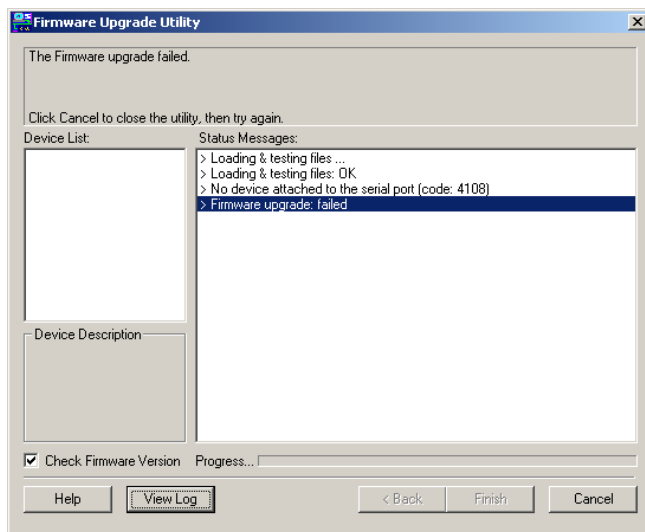 Firmware Upgrade Utility
The Firmware upgrade failed.
Click Cancel to close the utility, then try again.
Device List:
Status Messages:
> Loading & testing files ...
> Loading & testing files: OK
> No device attached to the serial port (code: 4108)
> Firmware upgrade: failed
Device Description
Check Firmware Version
Progress...
Help
View Log
< Back
Finish
Cancel